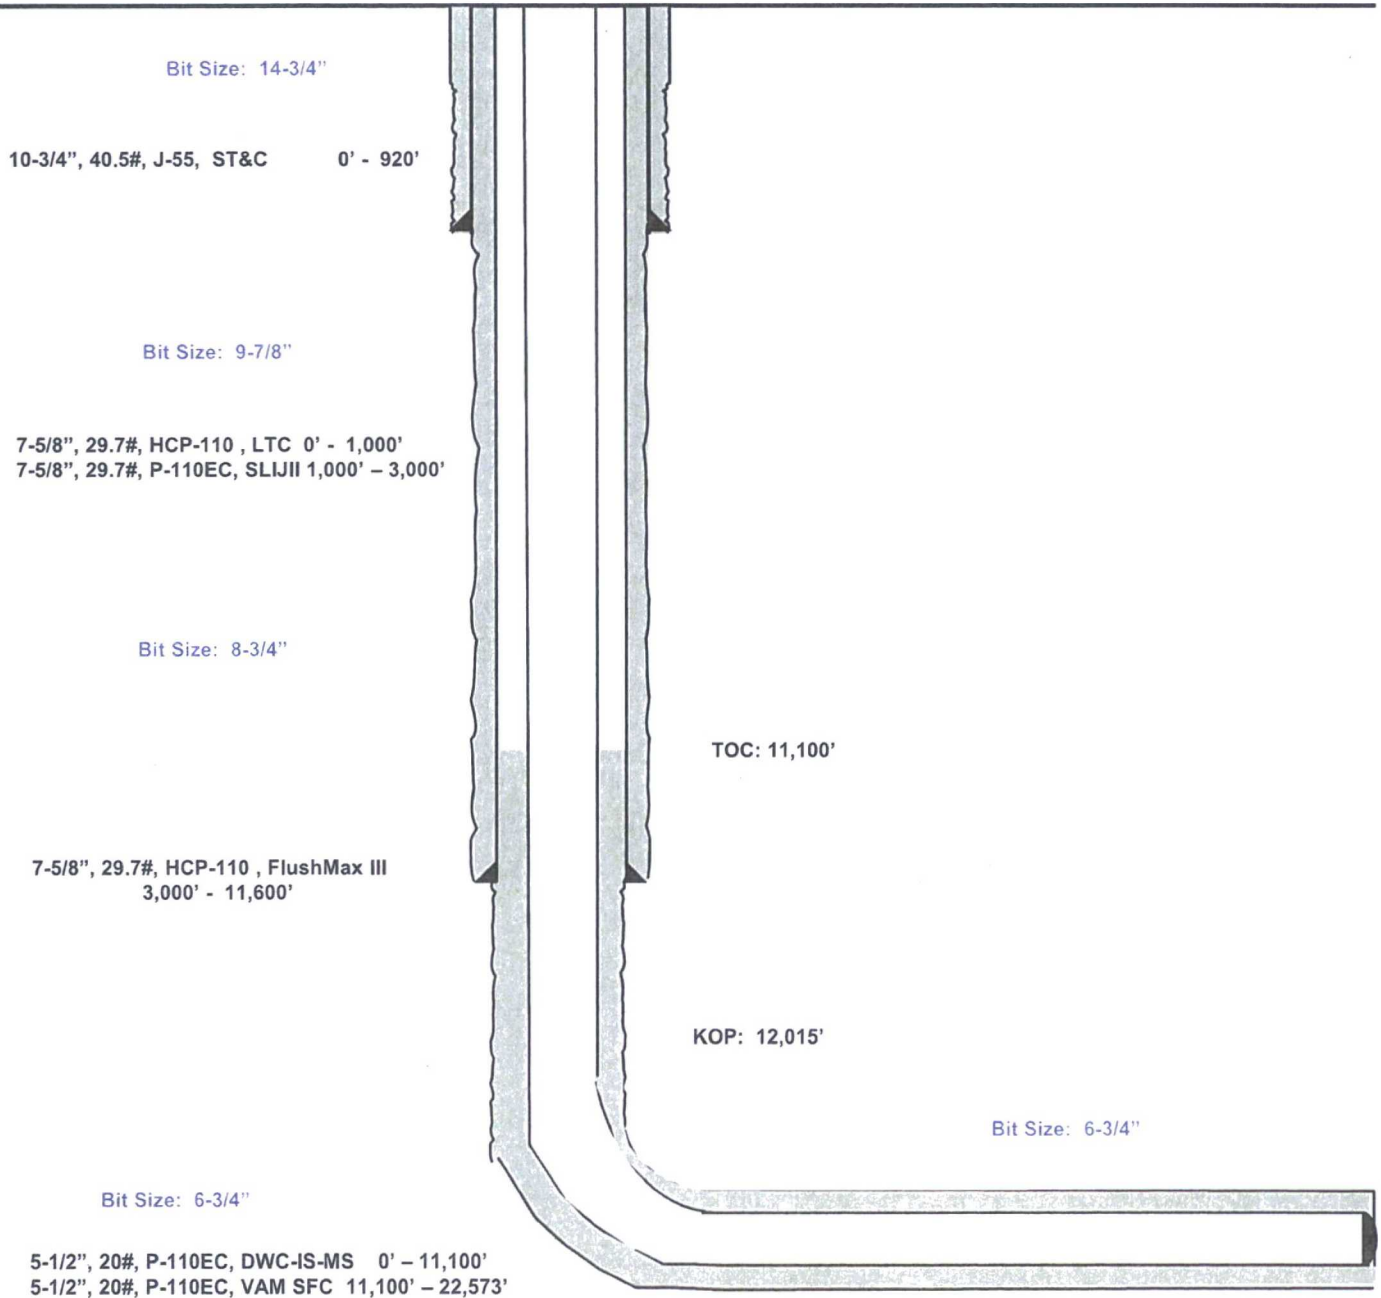 Bit Size: 14-3/4”
10-3/4”, 40.5#, J-55, ST&C 0’ - 920’
Bit Size: 9-7/8”
7-5/8”, 29.7#, HCP-110 , LTC 0’ - 1,000’
7-5/8”, 29.7#, P-110EC, SLIJII 1,000’ – 3,000’
Bit Size: 8-3/4”
TOC: 11,100’
7-5/8”, 29.7#, HCP-110 , FlushMax III
3,000’ - 11,600’
KOP: 12,015’
Bit Size: 6-3/4”
Bit Size: 6-3/4”
5-1/2”, 20#, P-110EC, DWC-IS-MS 0’ – 11,100’
5-1/2”, 20#, P-110EC, VAM SFC 11,100’ – 22,573’